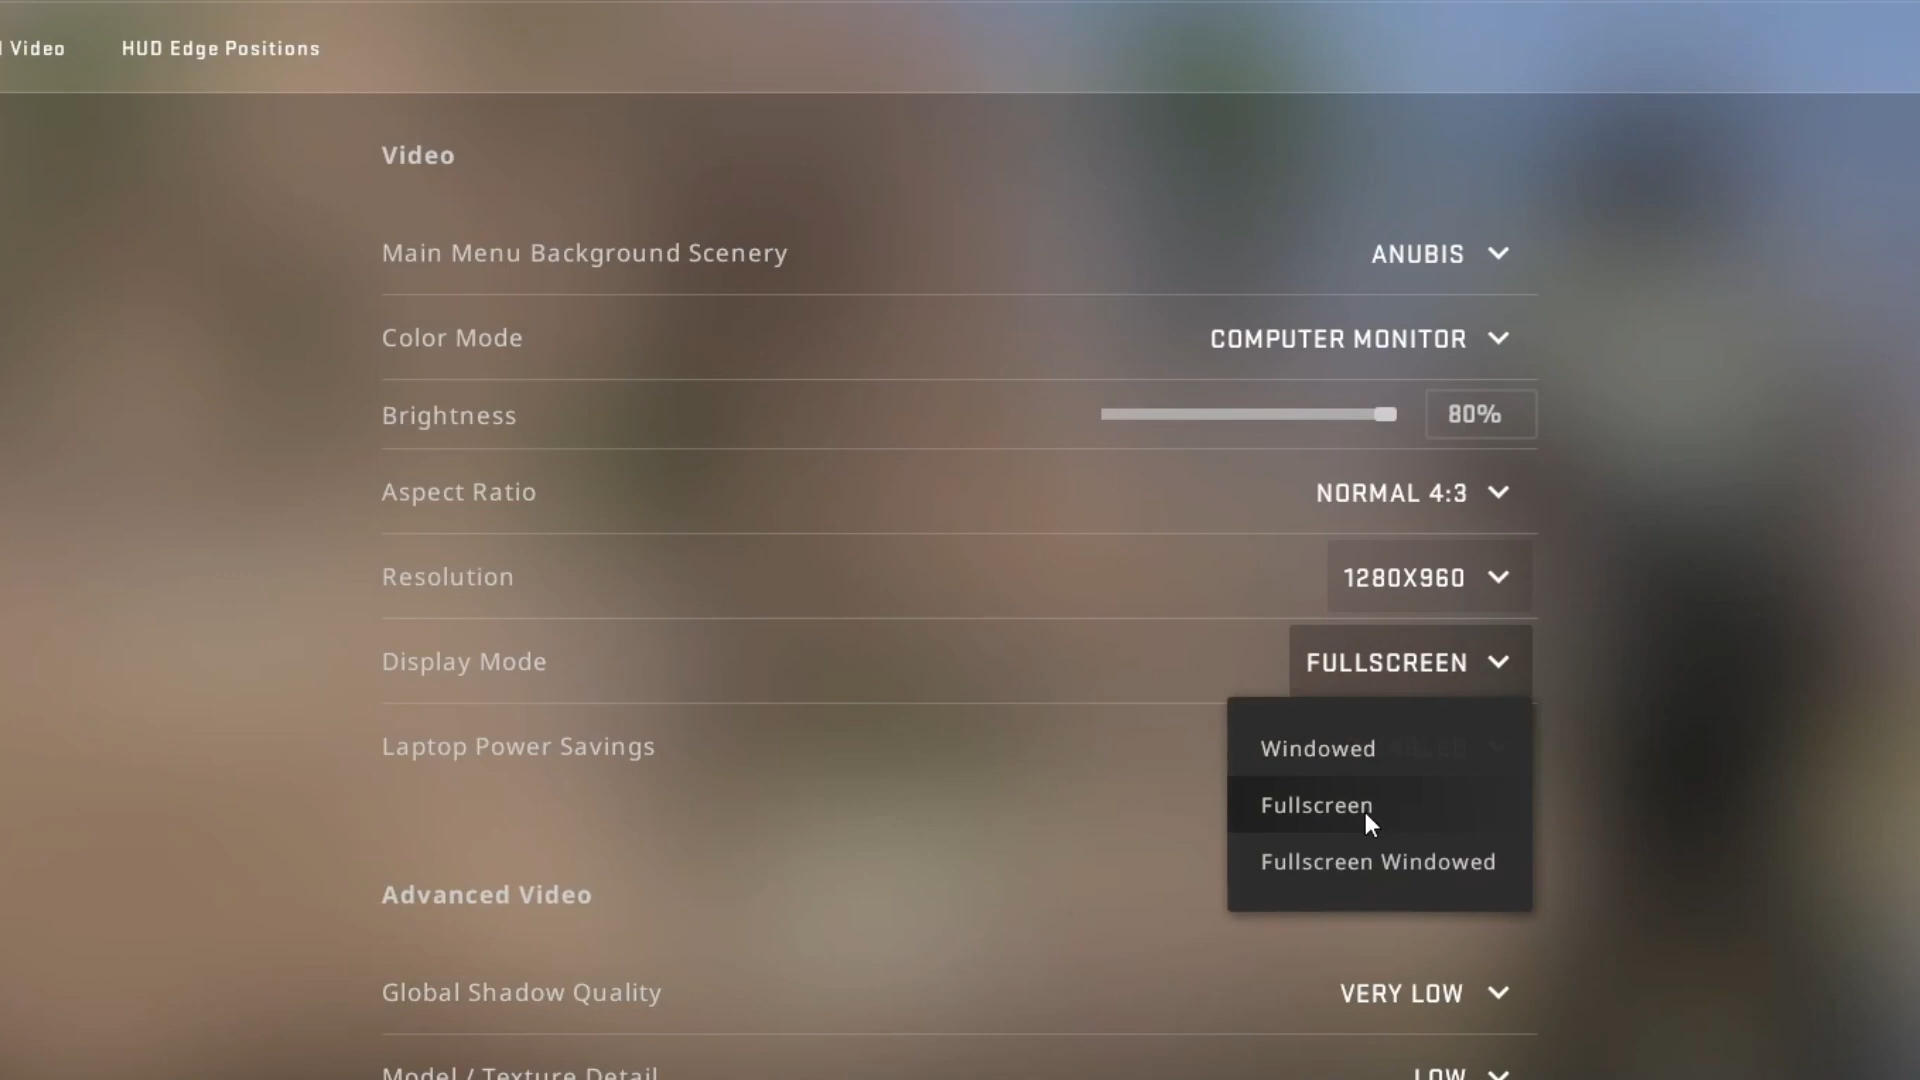 Video
HUD Edge Positions
Video
Main Menu Background Scenery
ANUBIS
Color Mode
COMPUTER MONITOR
Brightness
80%
Aspect Ratio
NORMAL 4:3
Resolution
1280X960
Display Mode
FULLSCREEN
Laptop Power Savings
Windowed
Fullscreen
Fullscreen Windowed
Advanced Video
Global Shadow Quality
VERY LOW
Model / Texture Detail
LOW